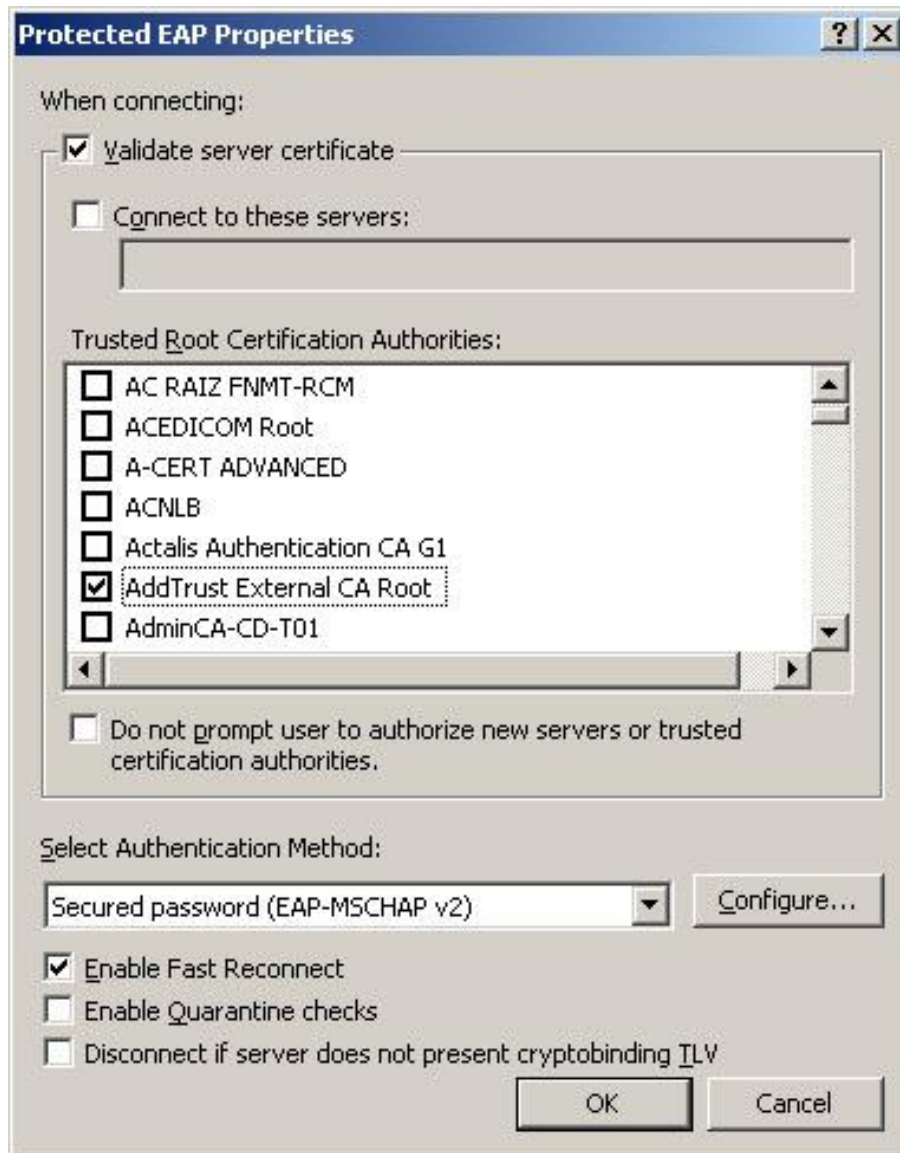 Protected EAP Properties
When connecting:
Validate server certificate
Connect to these servers:
Trusted Root Certification Authorities:
AC RAIZ FNMT-RCM
ACEDICOM Root
A-CERT ADVANCED
ACNLB
Actalis Authentication CA G1
AddTrust External CA Root
AdminCA-CD-T01
Do not prompt user to authorize new servers or trusted
certification authorities.
Select Authentication Method:
Secured password (EAP-MSCHAP v2)
Configure...
Enable Fast Reconnect
Enable Quarantine checks
Disconnect if server does not present cryptobinding TLV
OK
Cancel